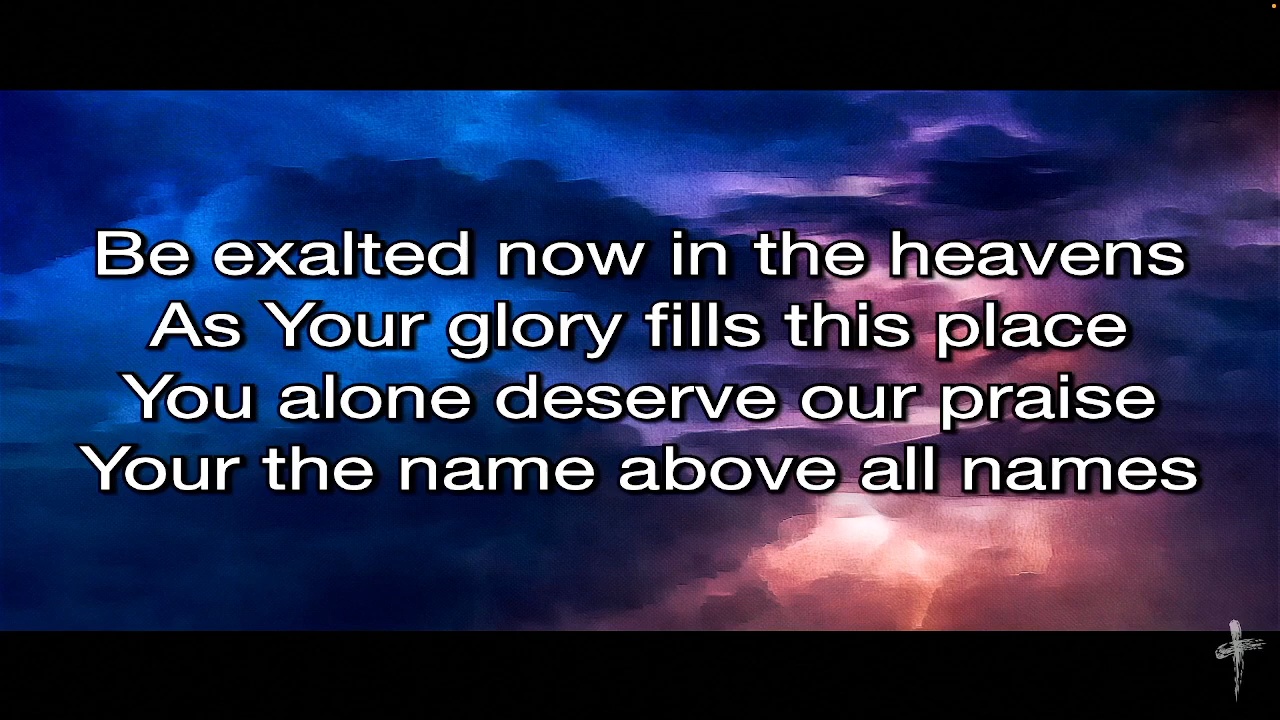 Be exalted now in the heavens
As Your glory fills this place
You alone deserve our praise
Your the name above all names